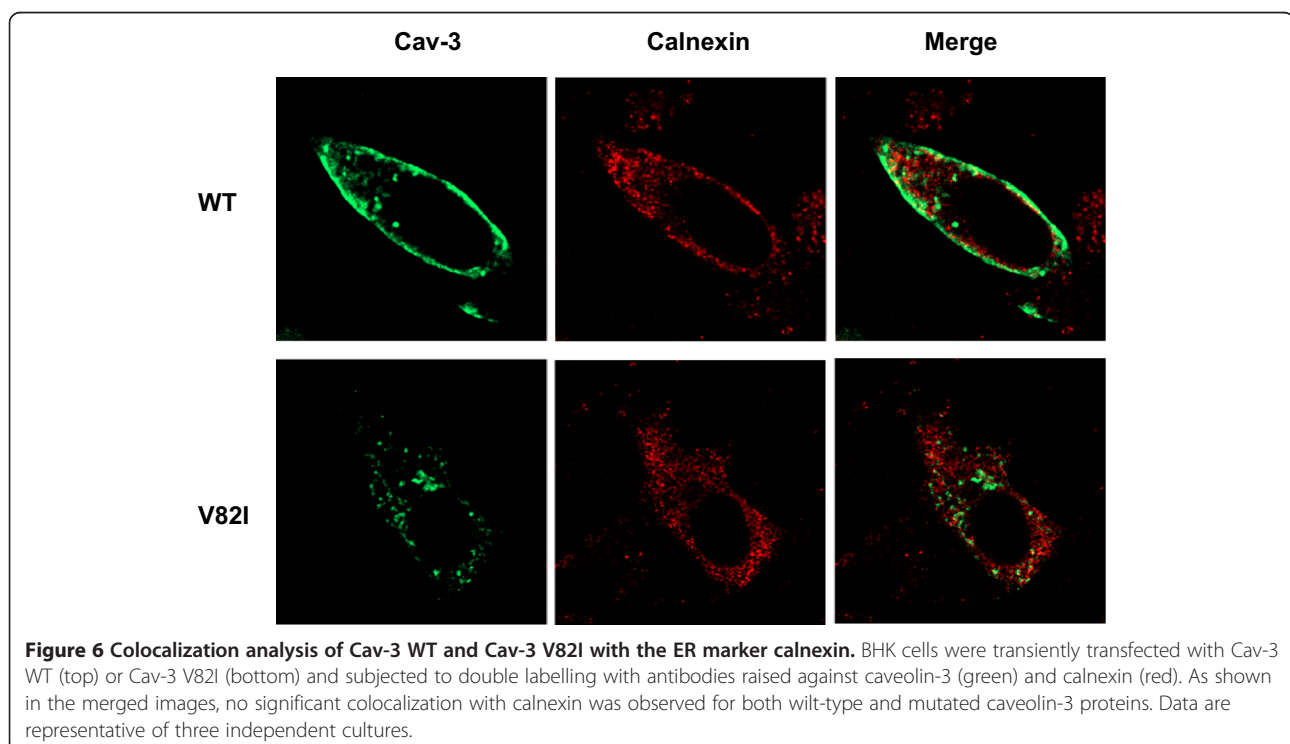 Cav-3 Calnexin Merge
WT
V82I
Figure 6 Colocalization analysis of Cav-3 WT and Cav-3 V82I with the ER marker calnexin. BHK cells were transiently transfected with Cav-3
WT (top) or Cav-3 V82I (bottom) and subjected to double labelling with antibodies raised against caveolin-3 (green) and calnexin (red). As shown
in the merged images, no significant colocalization with calnexin was observed for both wilt-type and mutated caveolin-3 proteins. Data are
representative of three independent cultures.